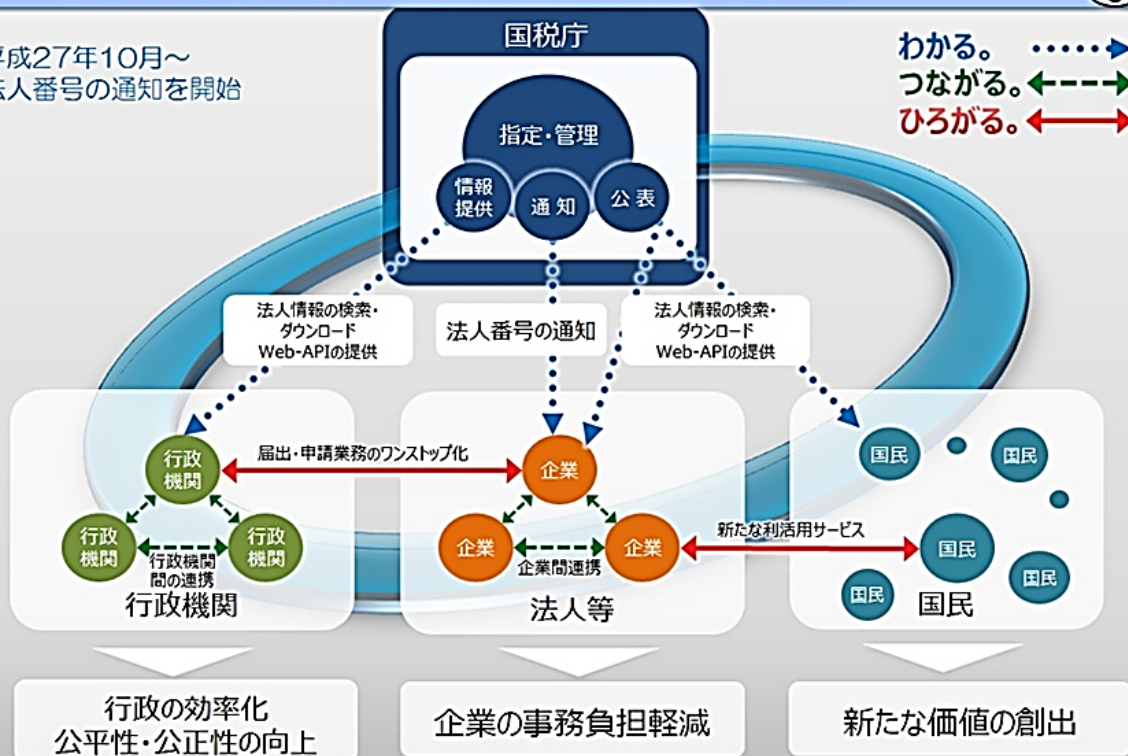 国税庁
成27年10月～
人番号の通知を開始
わかる。
つながる。
ひろがる。
指定・管理
情報
提供
通知
公表
法人情報の検索・
ダウンロード
Web-APIの提供
法人番号の通知
法人情報の検索・
ダウンロード
Web-APIの提供
行政
機関
届出・申請業務のワンストップ化
企業
国民
国民
行政
機関
行政
機関
行政機関
間の連携
行政機関
企業
企業
企業間連携
法人等
新たな利活用サービス
国民
国民
国民
国民
行政の効率化
公平性・公正性の向上
企業の事務負担軽減
新たな価値の創出